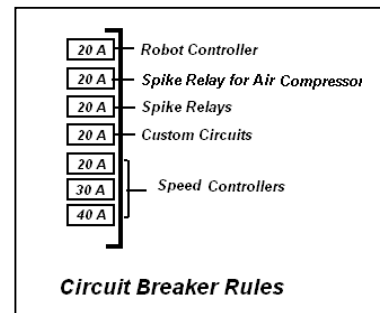 20 A Robot Controller
20 A Spike Relay for Air Compressor
20 A Spike Relays
20 A Custom Circuits
20 A
30 A Speed Controllers
40 A
Circuit Breaker Rules